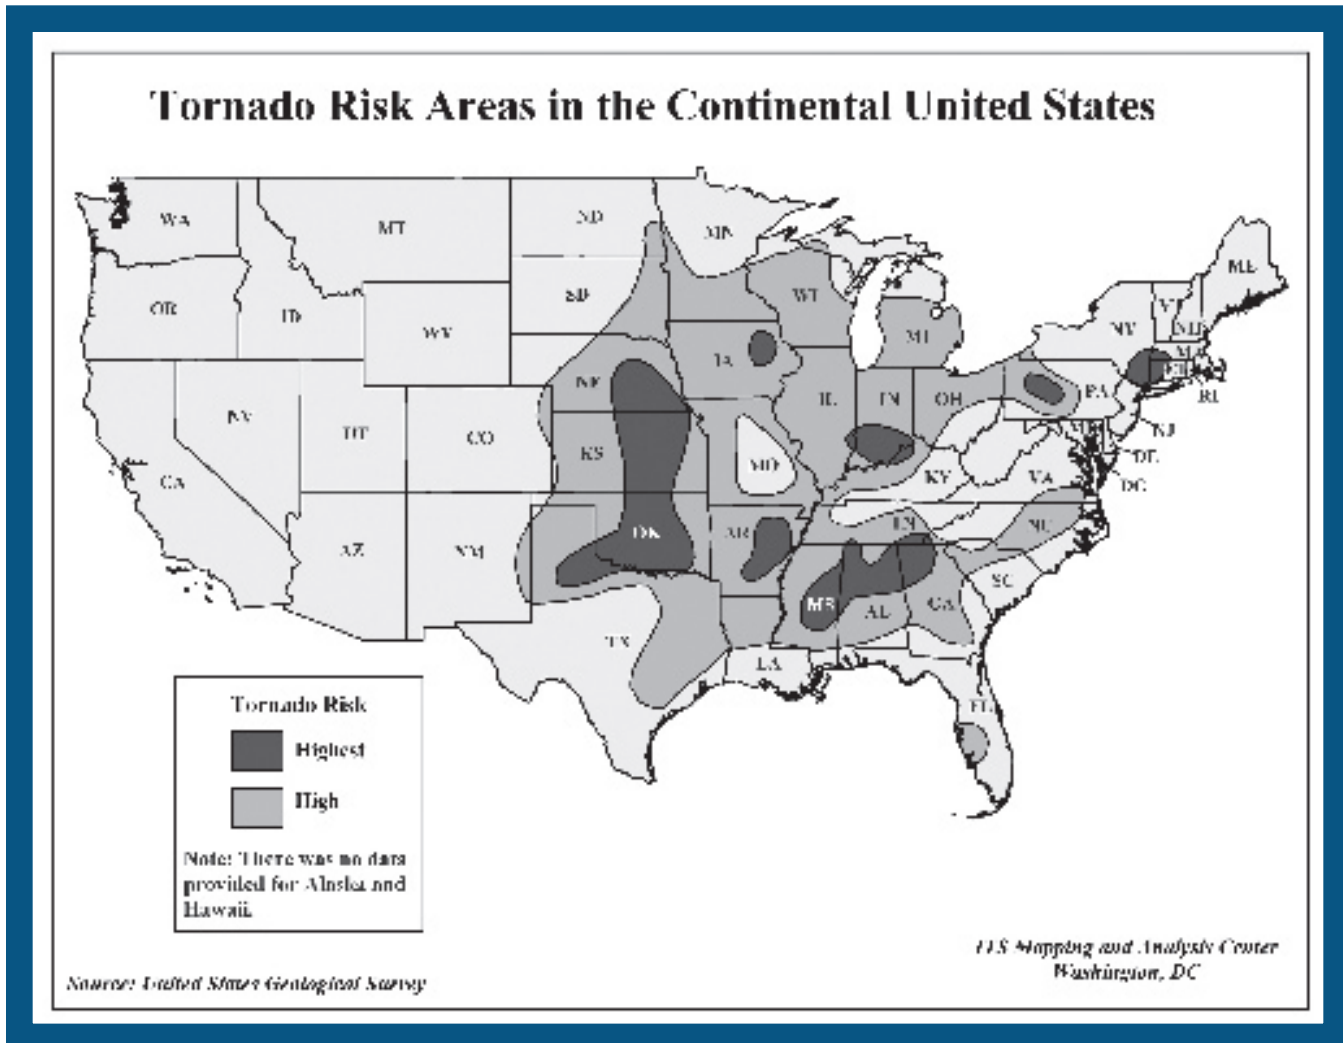 Tornado Risk Areas in the Continental United States
WA
MT
ND
MN
ME
OR
ID
SD
WI
NY
VT
NH
WY
MI
MA
IA
NE
NV
UT
CO
IL
IN
OH
PA
CT
RI
CA
KS
MO
MD
NJ
DE
DC
KY
VA
AZ
NM
OK
AR
TN
NC
SC
MS
AL
GA
TX
LA
FL
Tornado Risk
Highest
High
Note: There was no data
provided for Alaska and
Hawaii.
Mapping and Analysis Center
Washington, DC
Source: United States Geological Survey